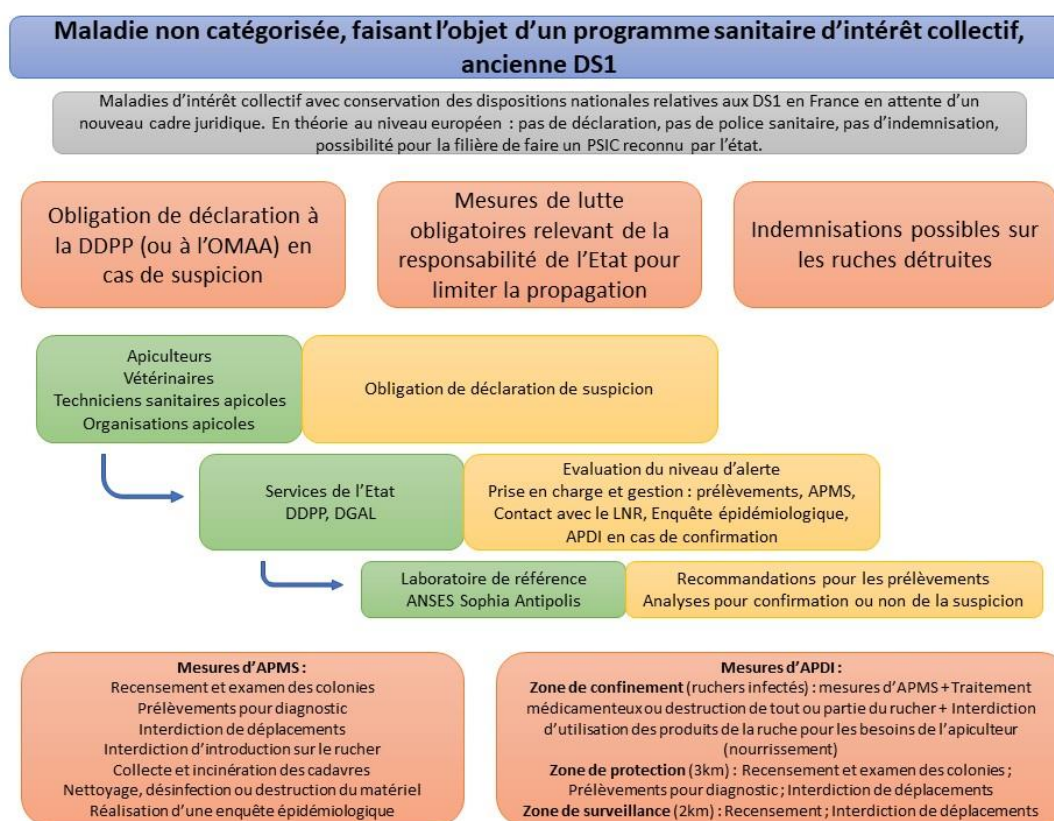 Maladie non catégorisée, faisant l'objet d'un programme sanitaire d'intérêt collectif,
ancienne DS1
Maladies d'intérêt collectif avec conservation des dispositions nationales relatives aux DS1 en France en attente d'un
nouveau cadre juridique. En théorie au niveau européen : pas de déclaration, pas de police sanitaire, pas d'indemnisation,
possibilité pour la filière de faire un PSIC reconnu par l'état.
Obligation de déclaration à
la DDPP (ou à l'OMAA) en
cas de suspicion
Mesures de lutte
obligatoires relevant de la
responsabilité de l'Etat pour
limiter la propagation
Indemnisations possibles sur
les ruches détruites
Apiculteurs
Vétérinaires
Techniciens sanitaires apicoles
Organisations apicoles
Obligation de déclaration de suspicion
Services de l'Etat
DDPP, DGAL
Evaluation du niveau d'alerte
Prise en charge et gestion : prélèvements, APMS,
Contact avec le LNR, Enquête épidémiologique,
APDI en cas de confirmation
Laboratoire de référence
ANSES Sophia Antipolis
Recommandations pour les prélèvements
Analyses pour confirmation ou non de la suspicion
Mesures d'APMS :
Recensement et examen des colonies
Prélèvements pour diagnostic
Interdiction de déplacements
Interdiction d'introduction sur le rucher
Collecte et incinération des cadavres
Nettoyage, désinfection ou destruction du matériel
Réalisation d'une enquête épidémiologique
Mesures d'APDI :
Zone de confinement (ruchers infectés) : mesures d'APMS + Traitement
médicamenteux ou destruction de tout ou partie du rucher + Interdiction
d'utilisation des produits de la ruche pour les besoins de l'apiculteur
(nourrissement)
Zone de protection (3km) : Recensement et examen des colonies ;
Prélèvements pour diagnostic ; Interdiction de déplacements
Zone de surveillance (2km) : Recensement ; Interdiction de déplacements